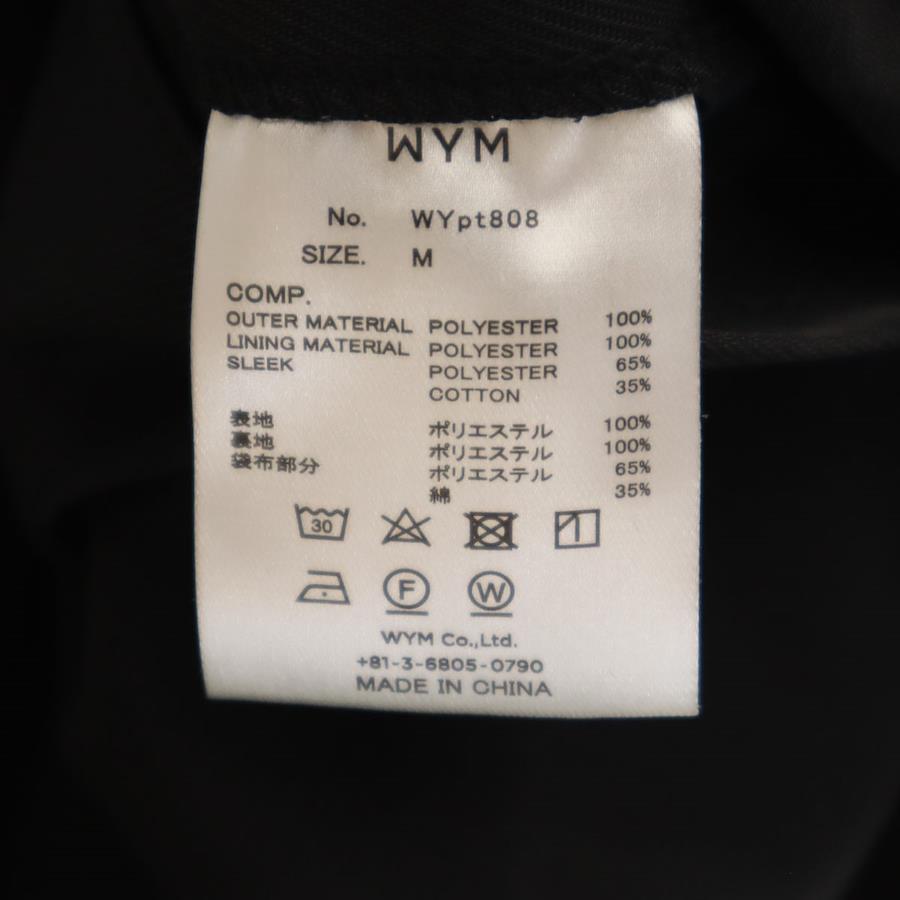 WYM
No. WYpt808
SIZE. M
COMP.
OUTER MATERIAL POLYESTER 100%
LINING MATERIAL POLYESTER 100%
SLEEK POLYESTER 65%
COTTON 35%
表地 ポリエステル 100%
裏地 ポリエステル 100%
袋布部分 ポリエステル 65%
綿 35%
30
F W
WYM Co.,Ltd.
+81-3-6805-0790
MADE IN CHINA